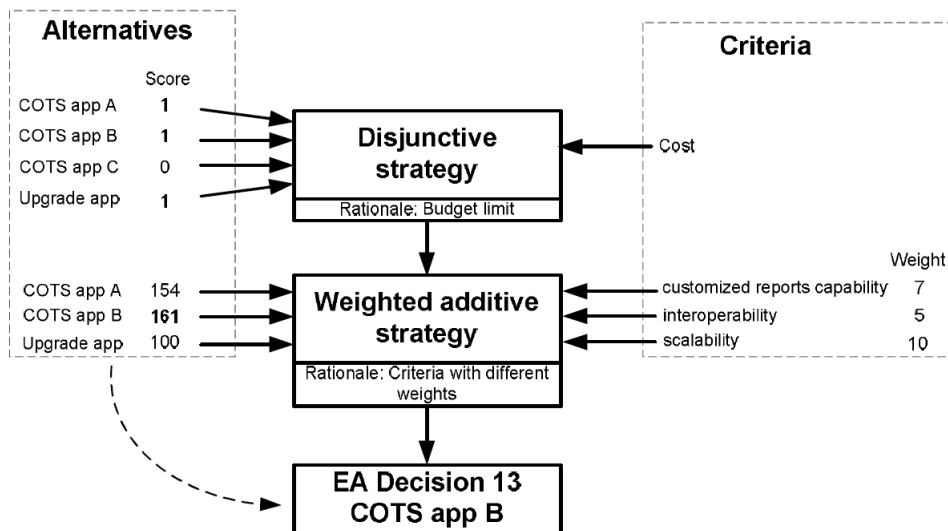 Alternatives
Criteria
Score
COTS app A 1
COTS app B 1
COTS app C 0
Upgrade app 1
Disjunctive
strategy
Rationale: Budget limit
Cost
Weight
COTS app A 154
COTS app B 161
Upgrade app 100
Weighted additive
strategy
Rationale: Criteria with different
weights
customized reports capability 7
interoperability 5
scalability 10
EA Decision 13
COTS app B